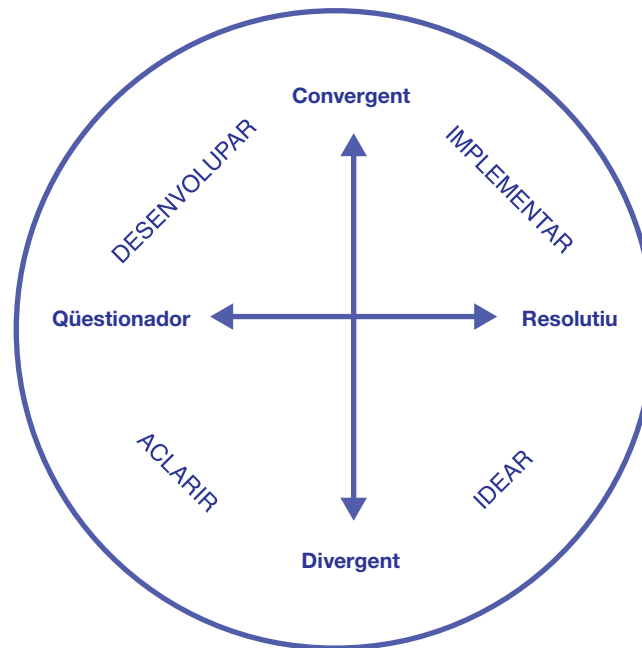 Convergent
DESENVOLUPAR
IMPLEMENTAR
Qüestionador
Resolutiu
ACLARIR
IDEAR
Divergent